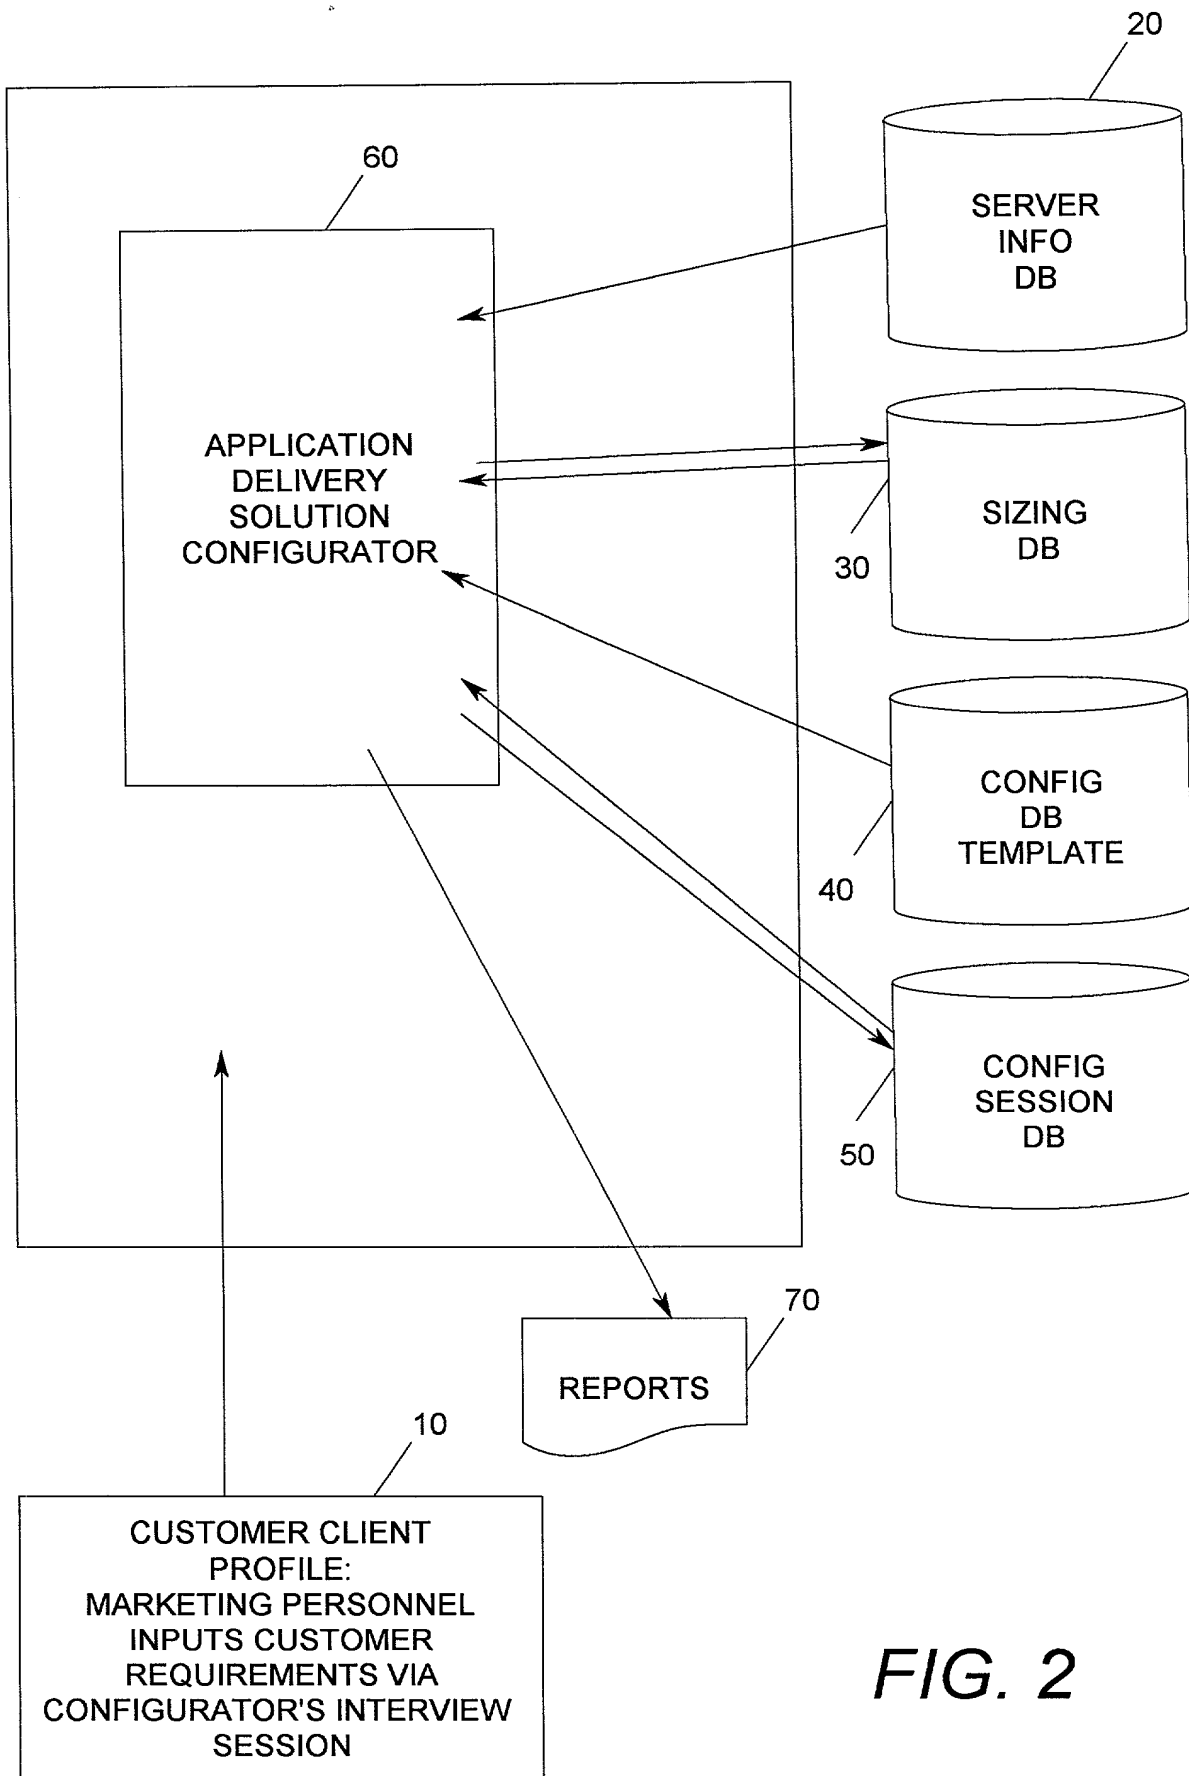 20
SERVER
INFO
DB
60
APPLICATION
DELIVERY
SOLUTION
CONFIGURATOR
30
SIZING
DB
40
CONFIG
DB
TEMPLATE
50
CONFIG
SESSION
DB
70
REPORTS
10
CUSTOMER CLIENT
PROFILE:
MARKETING PERSONNEL
INPUTS CUSTOMER
REQUIREMENTS VIA
CONFIGURATOR'S INTERVIEW
SESSION
FIG. 2